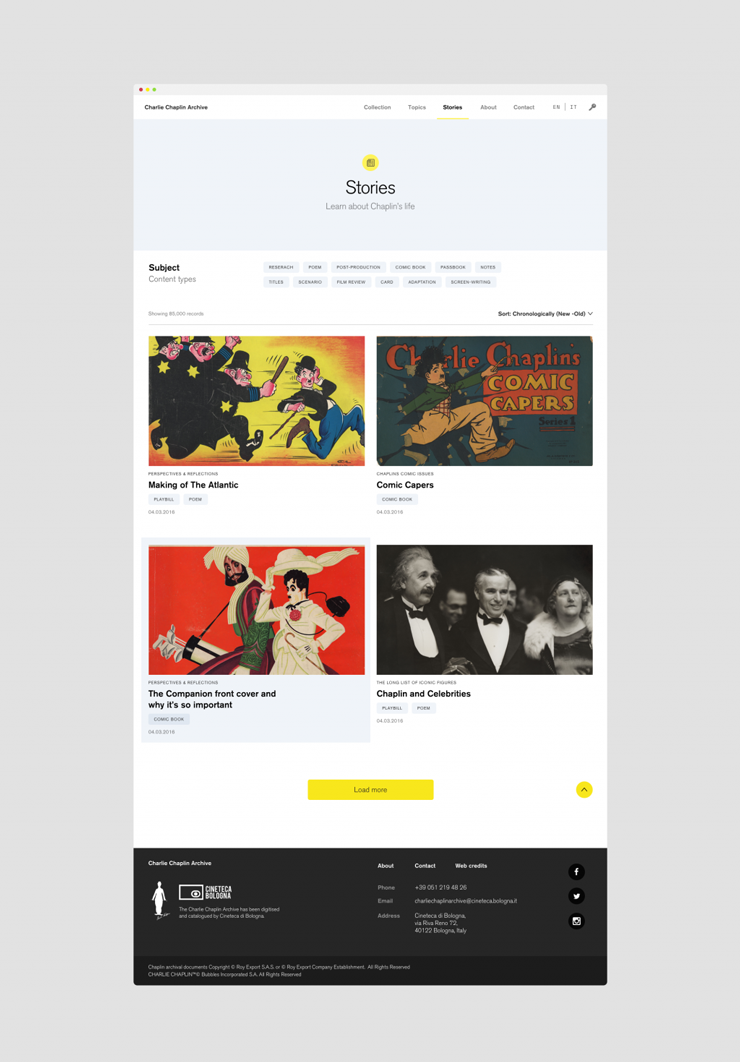 Charlie Chaplin Archive
Collection Topics Stories About Contact EN IT
Stories
Learn about Chaplin's life
Subject
Content types
RESERACH POEM POST-PRODUCTION COMIC BOOK PASSBOOK NOTES
TITLES SCENARIO FILM REVIEW CARD ADAPTATION SCREEN-WRITING
Showing 85,000 records
Sort: Chronologically (New -Old)
Charlie Chaplin's
COMIC
CAPERS
Series 1
PERSPECTIVES & REFLECTIONS
Making of The Atlantic
PLAYBILL POEM
04.03.2016
CHAPLINS COMIC ISSUES
Comic Capers
COMIC BOOK
04.03.2016
PERSPECTIVES & REFLECTIONS
The Companion front cover and
why it's so important
COMIC BOOK
04.03.2016
THE LONG LIST OF ICONIC FIGURES
Chaplin and Celebrities
PLAYBILL POEM
04.03.2016
Load more
Charlie Chaplin Archive
CINETECA
BOLOGNA
The Charlie Chaplin Archive has been digitised
and catalogued by Cineteca di Bologna.
About Contact Web credits
Phone +39 051 219 48 26
Email charliechaplinarchive@cineteca.bologna.it
Address Cineteca di Bologna,
via Riva Reno 72,
40122 Bologna, Italy
Chaplin archival documents Copyright © Roy Export S.A.S. or © Roy Export Company Establishment. All Rights Reserved
CHARLIE CHAPLIN™© Bubbles Incorporated S.A. All Rights Reserved